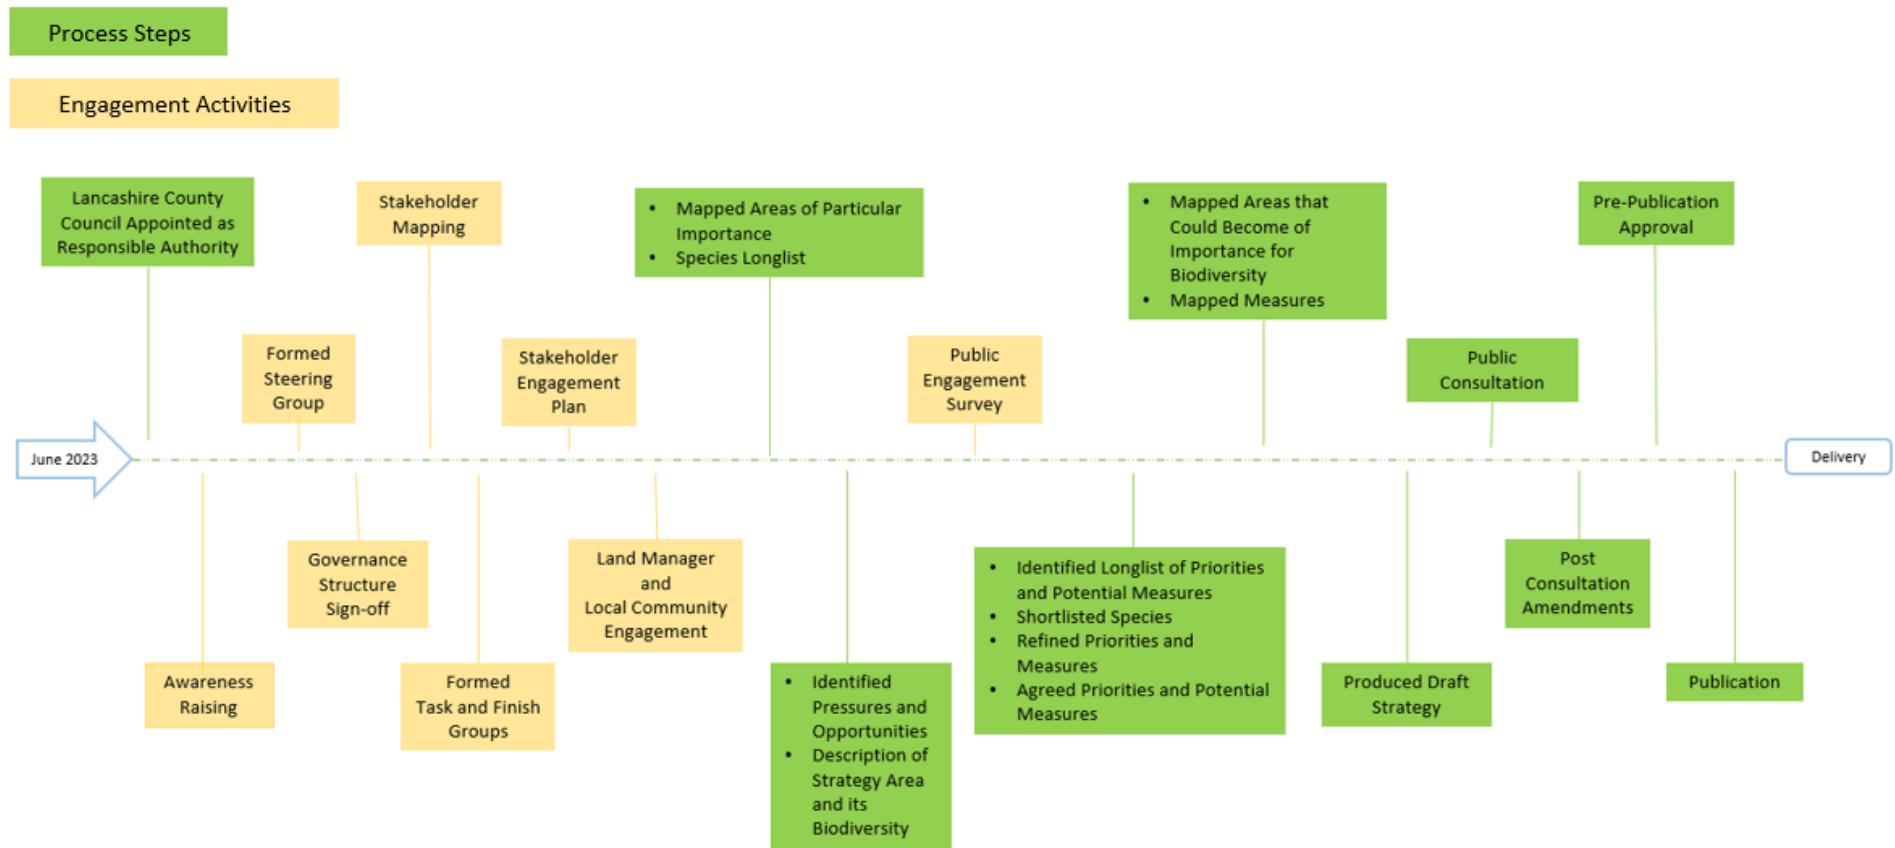 Process Steps
Engagement Activities
Lancashire County
Council Appointed as
Responsible Authority
Stakeholder
Mapping
• Mapped Areas of Particular
Importance
• Species Longlist
• Mapped Areas that
Could Become of
Importance for
Biodiversity
• Mapped Measures
Pre-Publication
Approval
Formed
Steering
Group
Stakeholder
Engagement
Plan
Public
Engagement
Survey
Public
Consultation
June 2023
Delivery
Awareness
Raising
Governance
Structure
Sign-off
Formed
Task and Finish
Groups
Land Manager
and
Local Community
Engagement
• Identified
Pressures and
Opportunities
• Description of
Strategy Area
and its
Biodiversity
• Identified Longlist of Priorities
and Potential Measures
• Shortlisted Species
• Refined Priorities and
Measures
• Agreed Priorities and Potential
Measures
Produced Draft
Strategy
Post
Consultation
Amendments
Publication